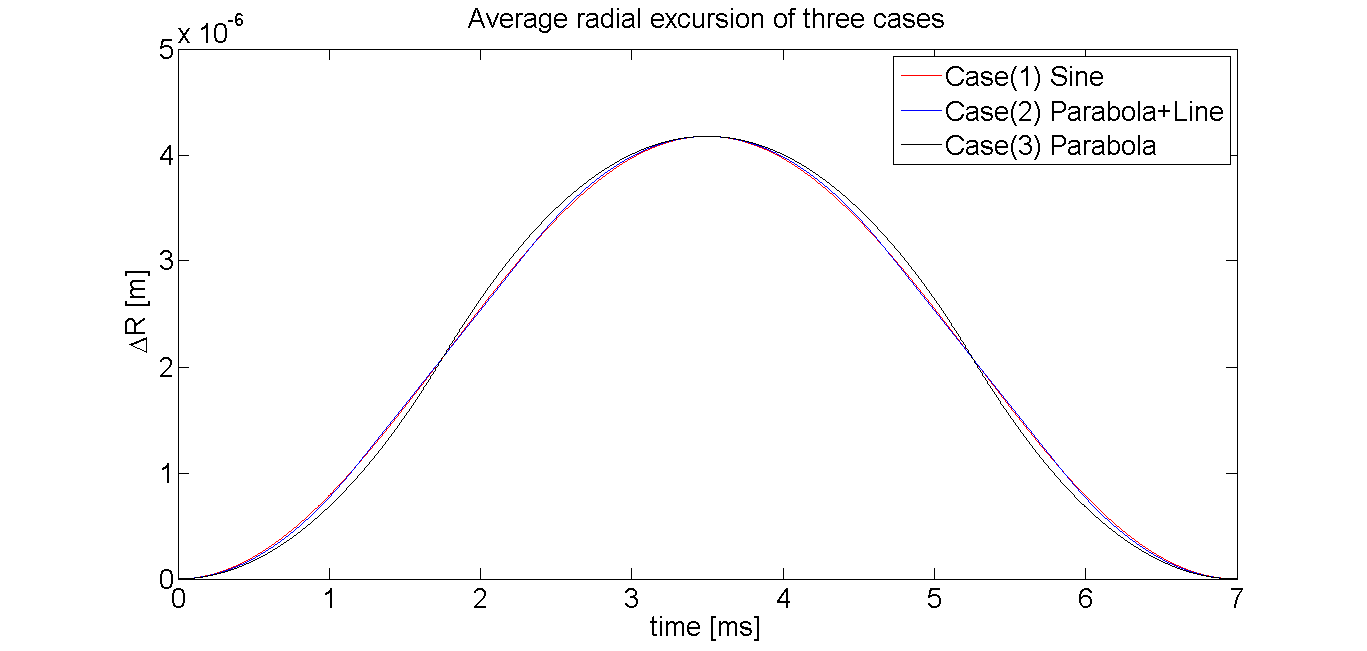 Average radial excursion of three cases
x 10^-6
5
4
3
2
1
0
ΔR [m]
Case(1) Sine
Case(2) Parabola+Line
Case(3) Parabola
0 1 2 3 4 5 6 7
time [ms]